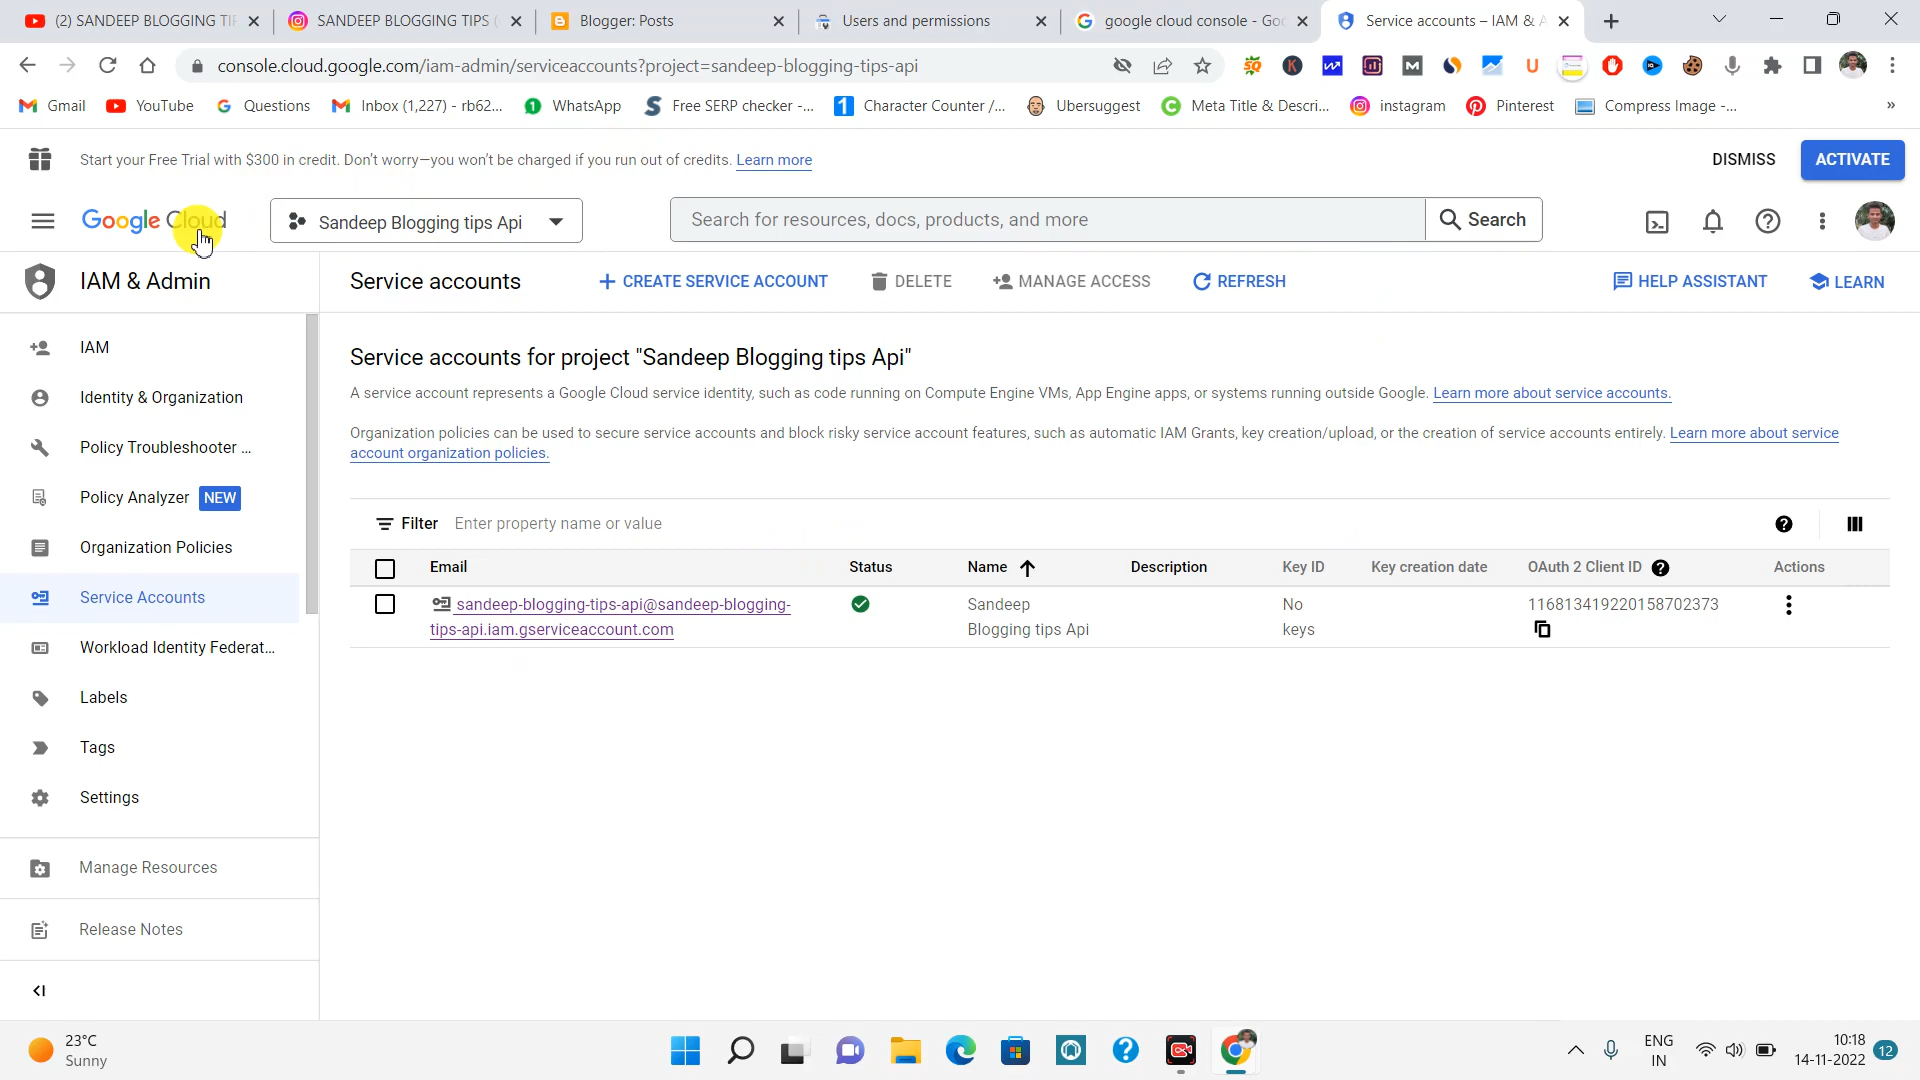 (2) SANDEEP BLOGGING TIP
SANDEEP BLOGGING TIPS (
Blogger: Posts
Users and permissions
google cloud console - Goo
Service accounts – IAM & A
console.cloud.google.com/iam-admin/serviceaccounts?project=sandeep-blogging-tips-api
Gmail
YouTube
Questions
Inbox (1,227) - rb62...
WhatsApp
Free SERP checker -...
Character Counter /...
Ubersuggest
Meta Title & Descri...
instagram
Pinterest
Compress Image -...
»
Start your Free Trial with $300 in credit. Don't worry—you won't be charged if you run out of credits. Learn more
DISMISS
ACTIVATE
Google Cloud
Sandeep Blogging tips Api
Search for resources, docs, products, and more
Search
IAM & Admin
Service accounts
CREATE SERVICE ACCOUNT
DELETE
MANAGE ACCESS
REFRESH
HELP ASSISTANT
LEARN
IAM
Identity & Organization
Policy Troubleshooter ...
Policy Analyzer NEW
Organization Policies
Service Accounts
Workload Identity Federat...
Labels
Tags
Settings
Manage Resources
Release Notes
Service accounts for project "Sandeep Blogging tips Api"
A service account represents a Google Cloud service identity, such as code running on Compute Engine VMs, App Engine apps, or systems running outside Google. Learn more about service accounts.
Organization policies can be used to secure service accounts and block risky service account features, such as automatic IAM Grants, key creation/upload, or the creation of service accounts entirely. Learn more about service
account organization policies.
Filter Enter property name or value
Email
Status
Name
Description
Key ID
Key creation date
OAuth 2 Client ID
Actions
sandeep-blogging-tips-api@sandeep-blogging-
tips-api.iam.gserviceaccount.com
Sandeep
Blogging tips Api
No
keys
116813419220158702373
23°C
Sunny
ENG
IN
10:18
14-11-2022
12